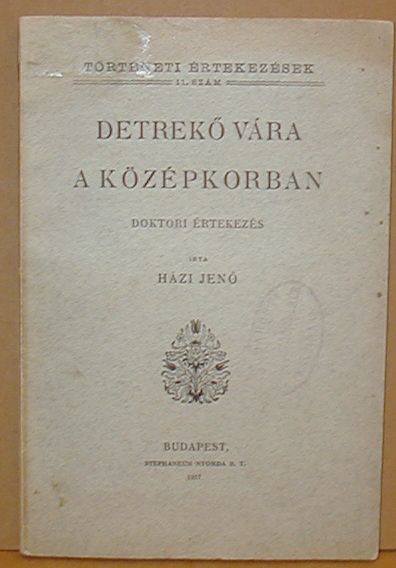 TÖRTÉNETI ÉRTEKEZÉSEK
11. SZÁM
DETREKŐ VÁRA
A KÖZÉPKORBAN
DOKTORI ÉRTEKEZÉS
IRTA
HÁZI JENŐ
BUDAPEST,
STEPHANEUM NYOMDA R. T.
1917